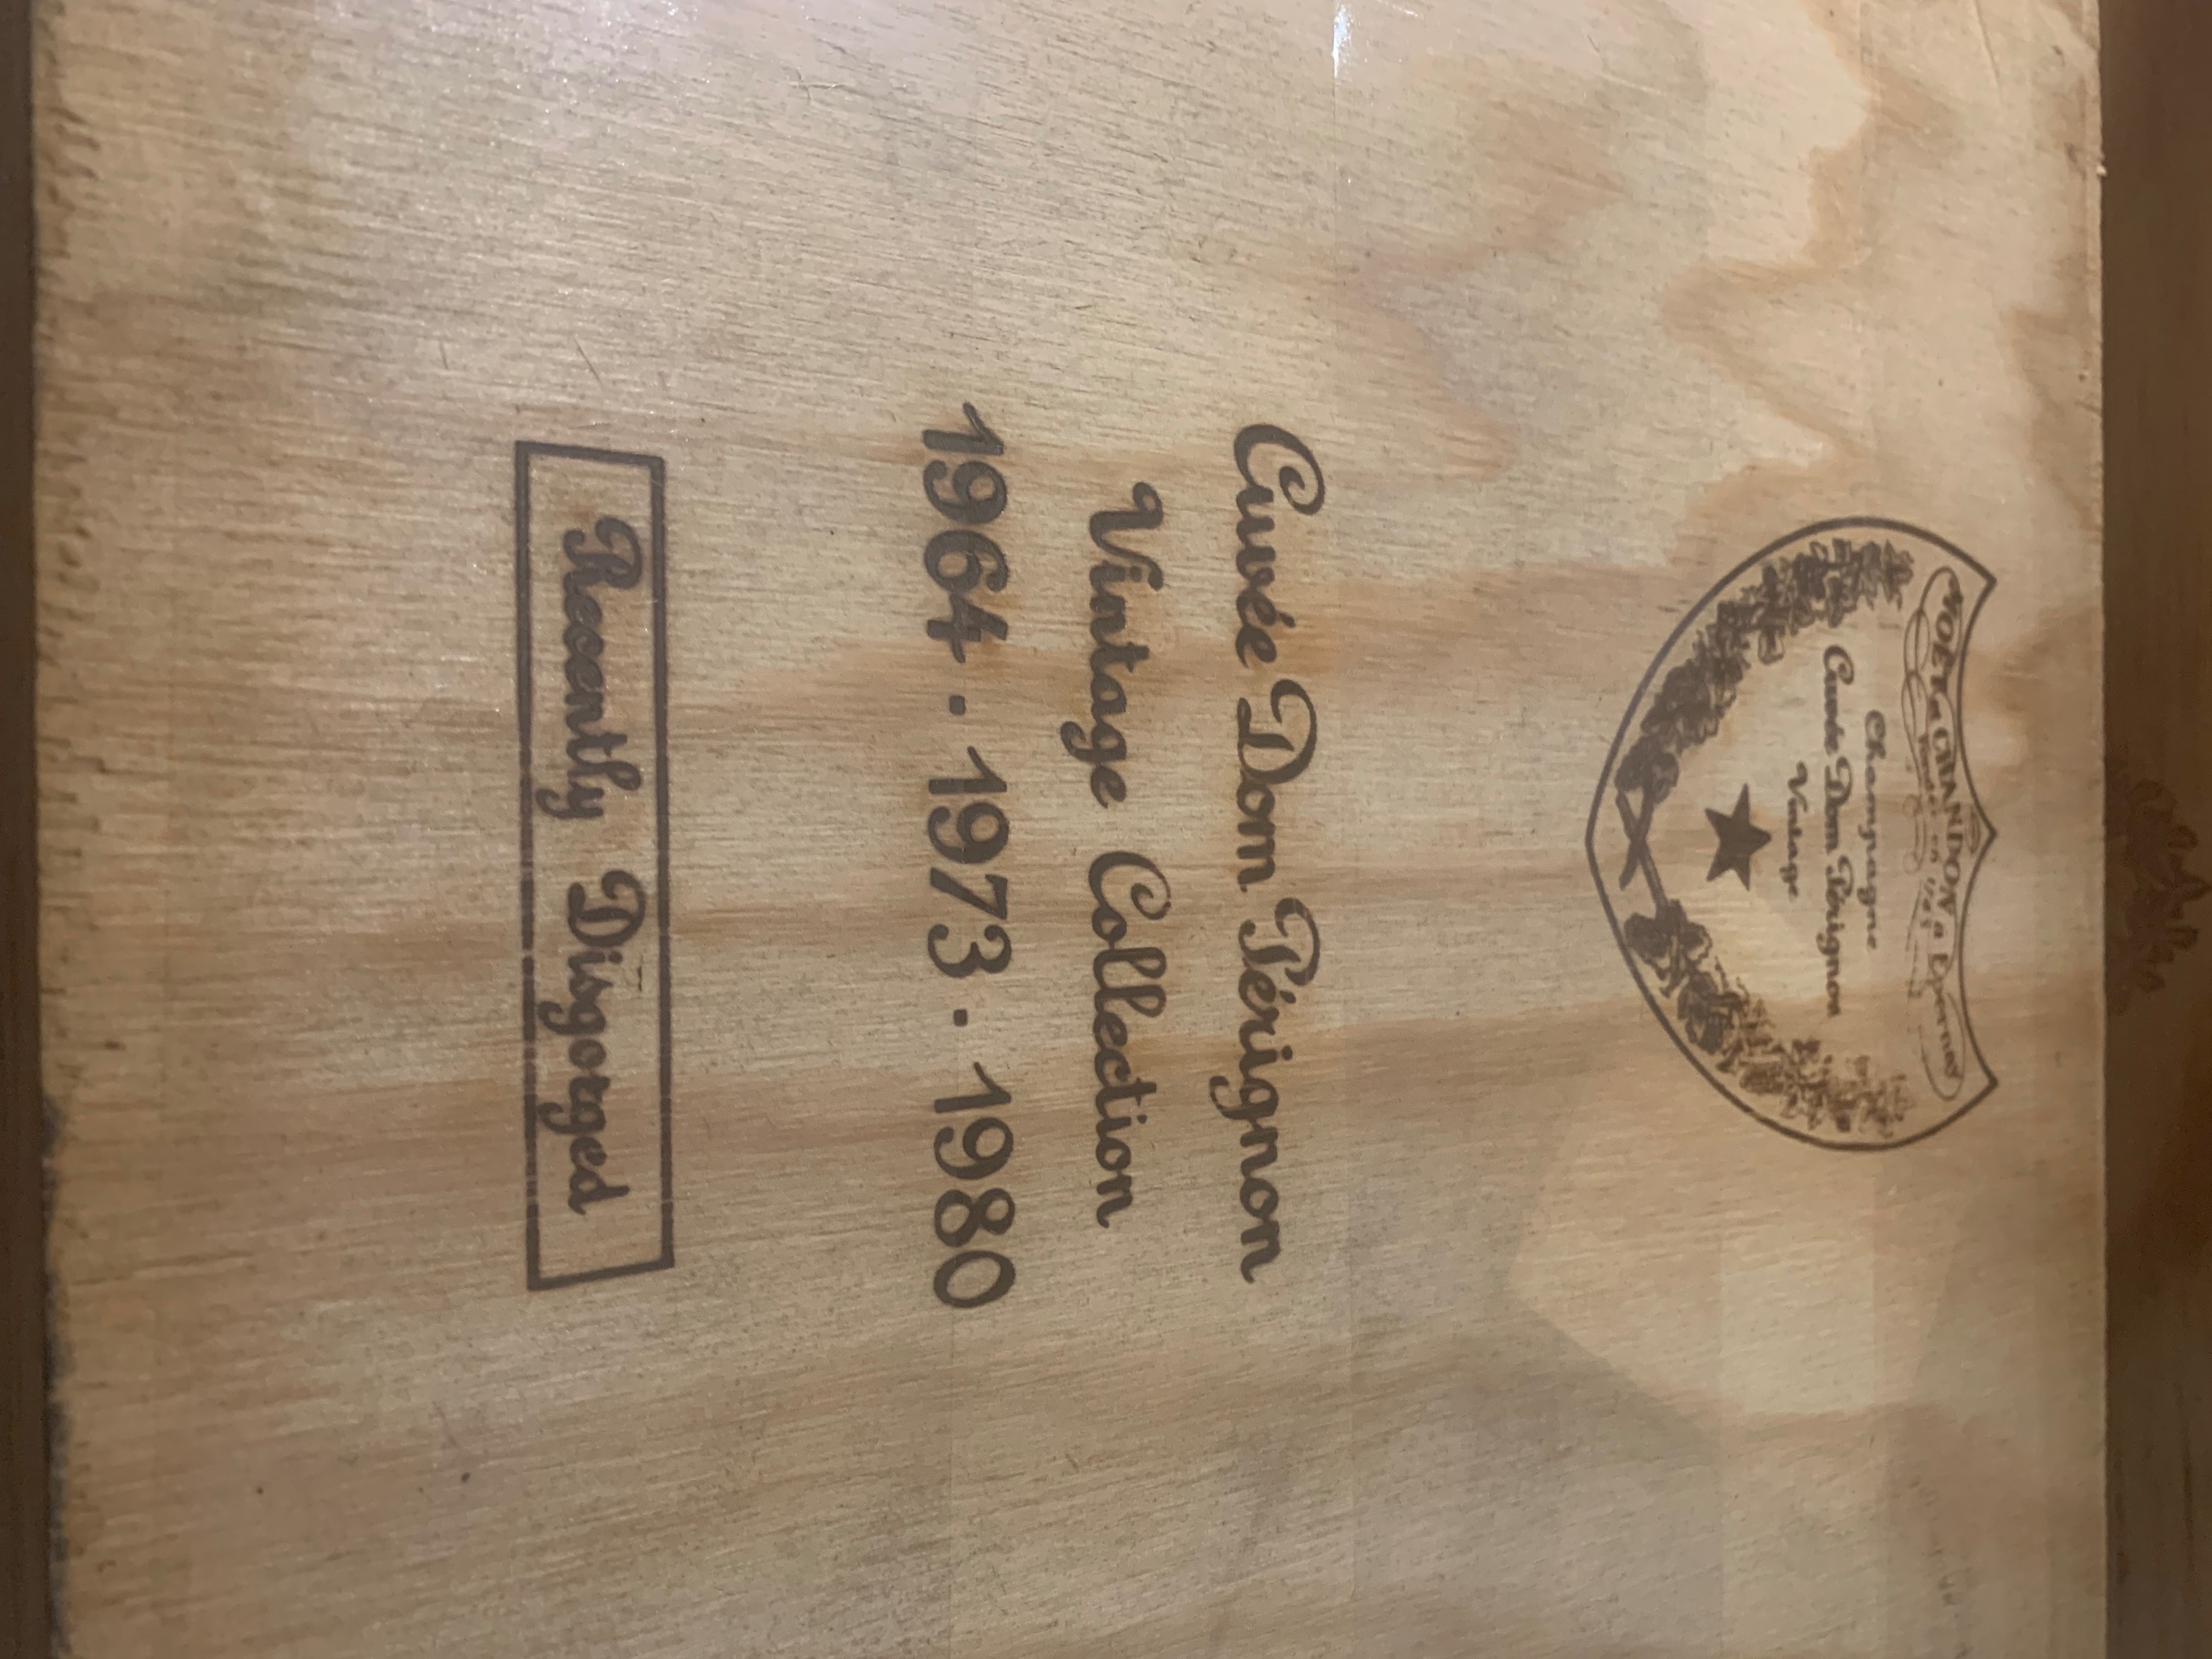 MOËT & CHANDON à Epernay
Champagne
Cuvée Dom Pérignon
Vintage
Cuvée Dom Pérignon
Vintage Collection
1964 . 1973 . 1980
Recently Disgorged